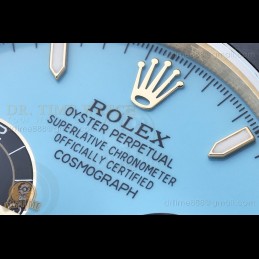 ROLEX
OYSTER PERPETUAL
SUPERLATIVE CHRONOMETER
OFFICIALLY CERTIFIED
COSMOGRAPH